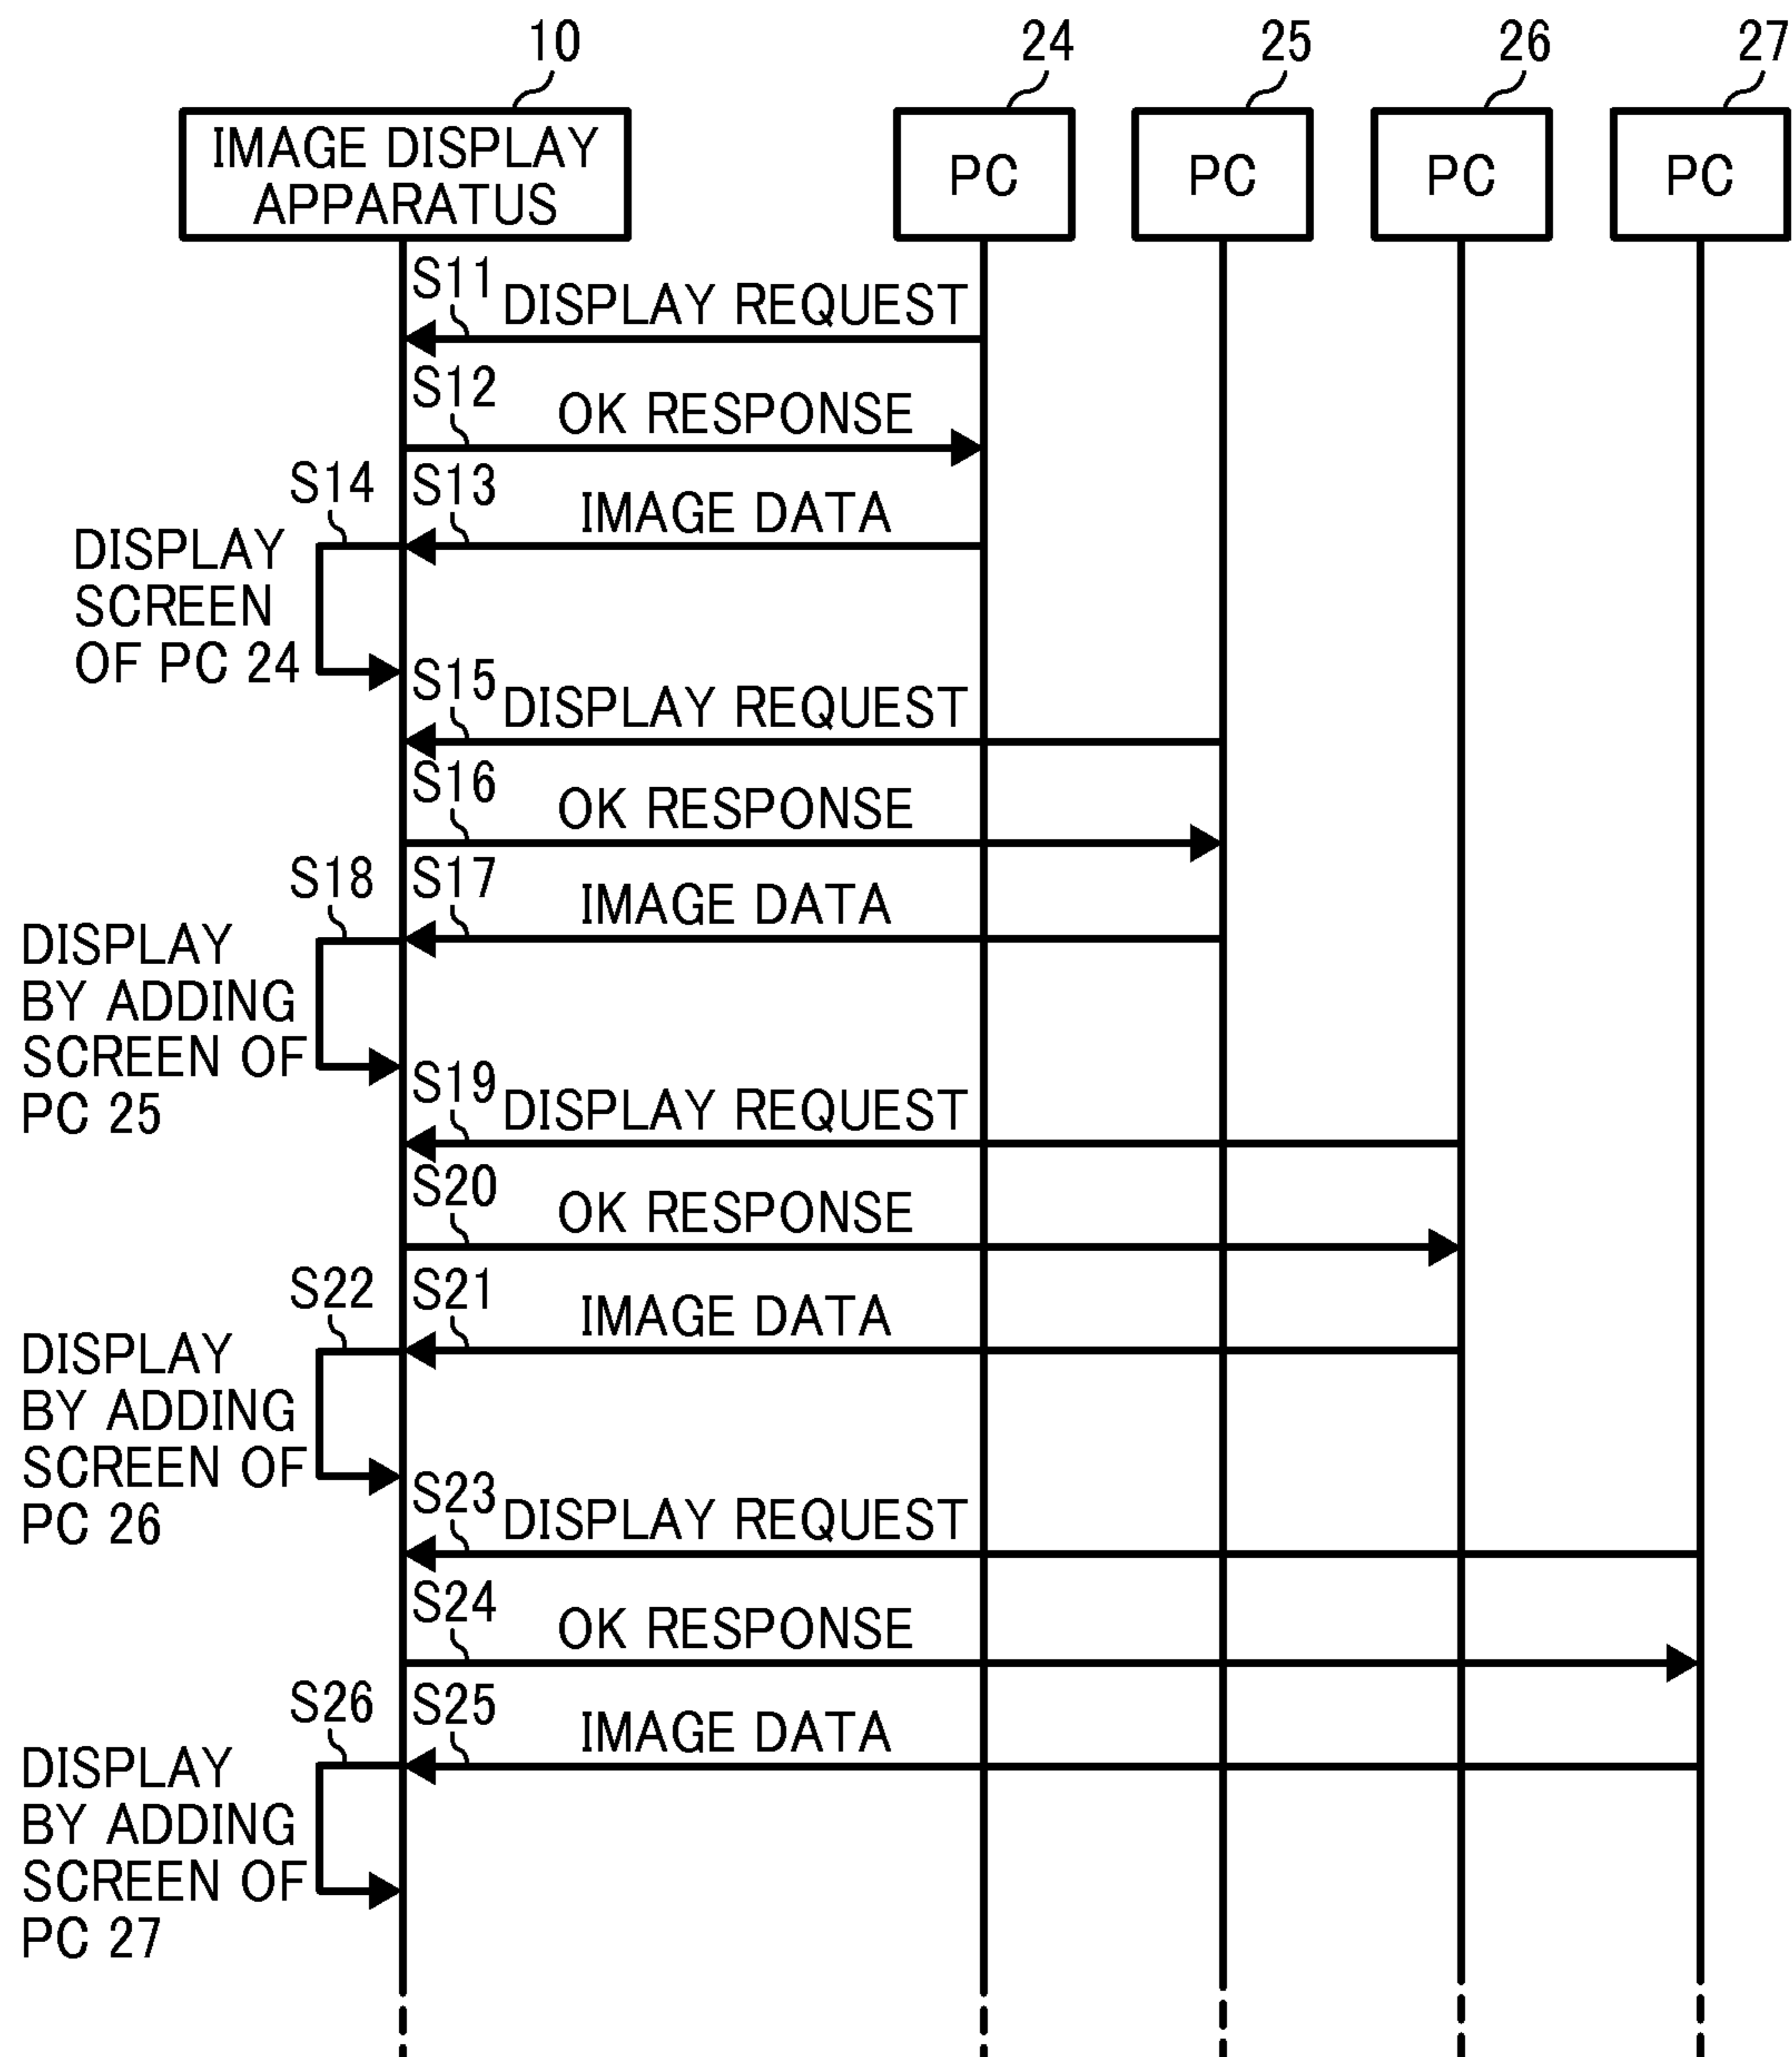 10
24
25
26
27
IMAGE DISPLAY
APPARATUS
PC
PC
PC
PC
S11
DISPLAY REQUEST
S12
OK RESPONSE
S14
S13
IMAGE DATA
DISPLAY
SCREEN
OF PC 24
S15
DISPLAY REQUEST
S16
OK RESPONSE
S18
S17
IMAGE DATA
DISPLAY
BY ADDING
SCREEN OF
PC 25
S19
DISPLAY REQUEST
S20
OK RESPONSE
S22
S21
IMAGE DATA
DISPLAY
BY ADDING
SCREEN OF
PC 26
S23
DISPLAY REQUEST
S24
OK RESPONSE
S26
S25
IMAGE DATA
DISPLAY
BY ADDING
SCREEN OF
PC 27